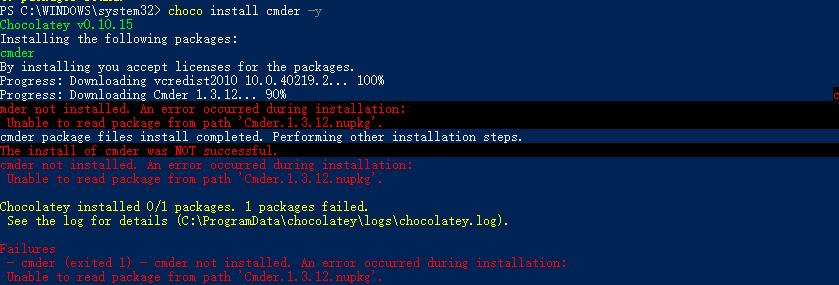 PS C:\WINDOWS\system32> choco install cmder -y
Chocolatey v0.10.15
Installing the following packages:
cmder
By installing you accept licenses for the packages.
Progress: Downloading vcredist2010 10.0.40219.2... 100%
Progress: Downloading Cmder 1.3.12... 90%
mder not installed. An error occurred during installation:
Unable to read package from path 'Cmder.1.3.12.nupkg'.
cmder package files install completed. Performing other installation steps.
The install of cmder was NOT successful.
cmder not installed. An error occurred during installation:
Unable to read package from path 'Cmder.1.3.12.nupkg'.
Chocolatey installed 0/1 packages. 1 packages failed.
See the log for details (C:\ProgramData\chocolatey\logs\chocolatey.log).
Failures
- cmder (exited 1) - cmder not installed. An error occurred during installation:
Unable to read package from path 'Cmder.1.3.12.nupkg'.